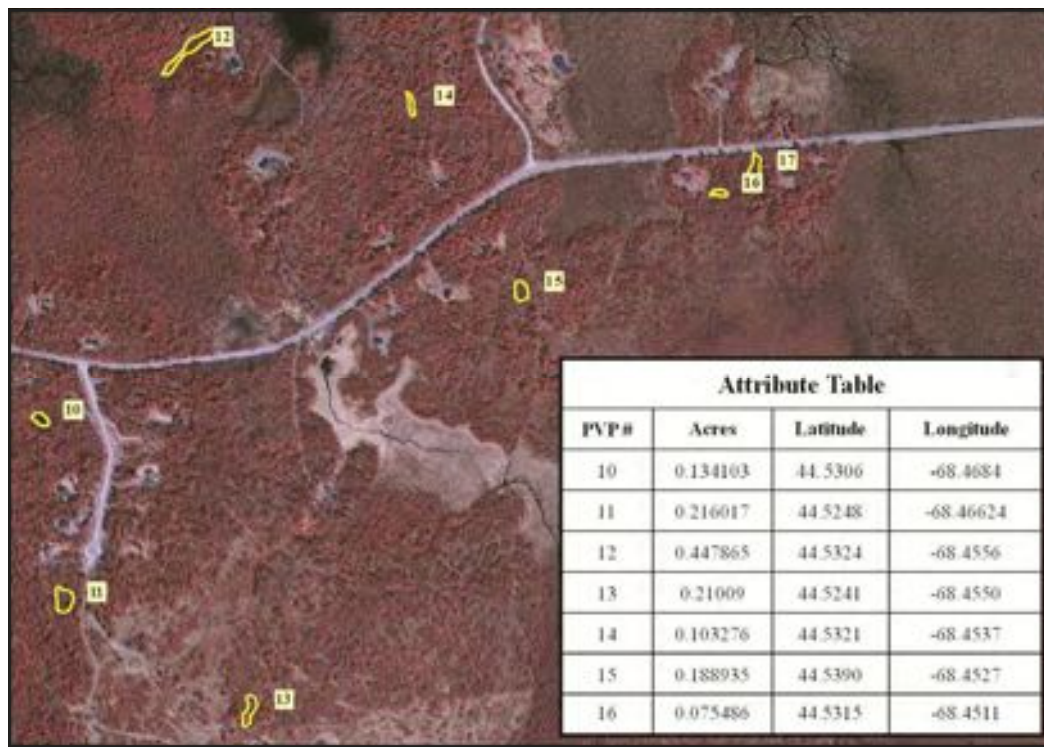 12
14
17
16
15
10
11
13
Attribute Table
PVP # Acres Latitude Longitude
10 0.134103 44.5306 -68.4684
11 0.216017 44.5248 -68.46624
12 0.447865 44.5324 -68.4556
13 0.21009 44.5241 -68.4550
14 0.103276 44.5321 -68.4537
15 0.188935 44.5390 -68.4527
16 0.075486 44.5315 -68.4511